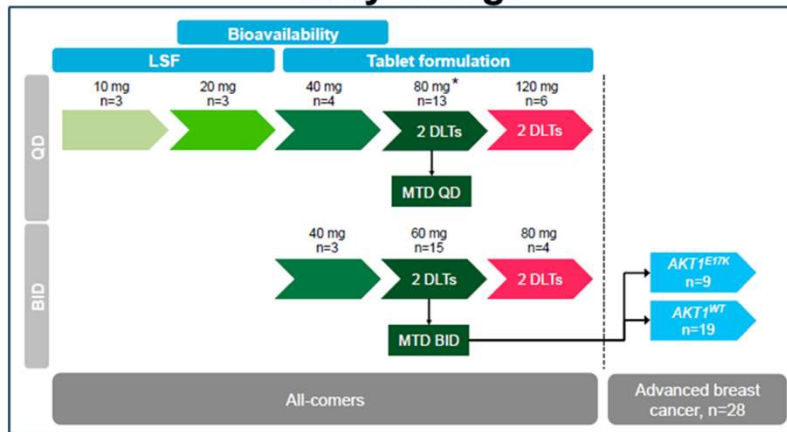 Bioavailability
LSF
Tablet formulation
10 mg
n=3
20 mg
n=3
40 mg
n=4
80 mg*
n=13
120 mg
n=6
QD
2 DLTs
2 DLTs
MTD QD
40 mg
n=3
60 mg
n=15
80 mg
n=4
BID
2 DLTs
2 DLTs
MTD BID
AKT1E17K
n=9
AKT1WT
n=19
All-comers
Advanced breast
cancer, n=28